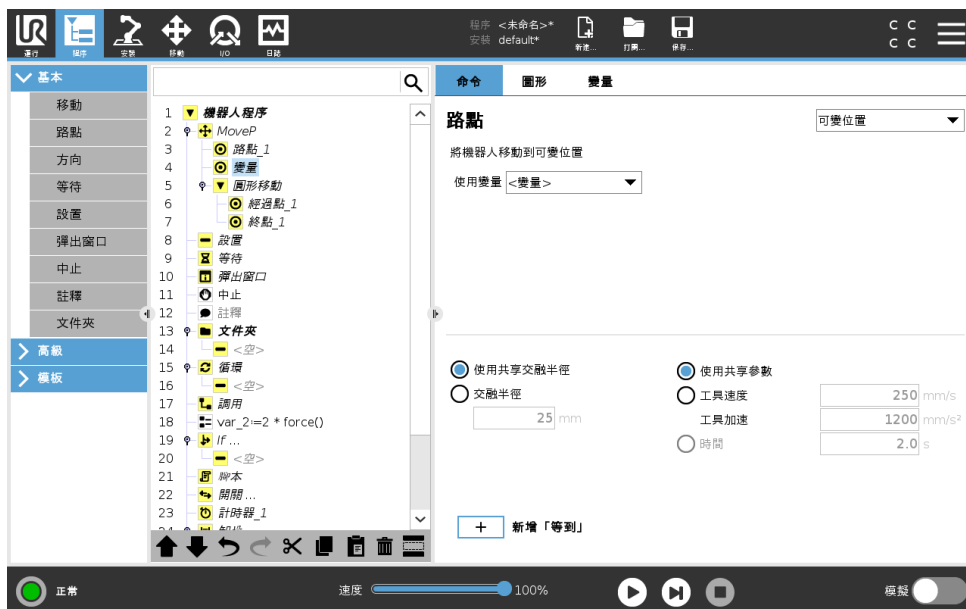 UR
運行
程序
安裝
移動
I/O
日誌
程序 <未命名>*
安裝 default*
新建...
打開...
保存...
C C
C C
基本
移動
路點
方向
等待
設置
彈出窗口
中止
註釋
文件夾
高級
模板
1 機器人程序
2 MoveP
3 路點_1
4 變量
5 圓形移動
6 經過點_1
7 終點_1
8 設置
9 等待
10 彈出窗口
11 中止
12 註釋
13 文件夾
14 <空>
15 循環
16 <空>
17 調用
18 var_2:=2 * force()
19 If ...
20 <空>
21 腳本
22 開關 ...
23 計時器_1
命令 圖形 變量
路點
可變位置
將機器人移動到可變位置
使用變量 <變量>
使用共享交融半徑
交融半徑
25 mm
使用共享參數
工具速度 250 mm/s
工具加速 1200 mm/s²
時間 2.0 s
+ 新增「等到」
正常
速度 100%
模擬